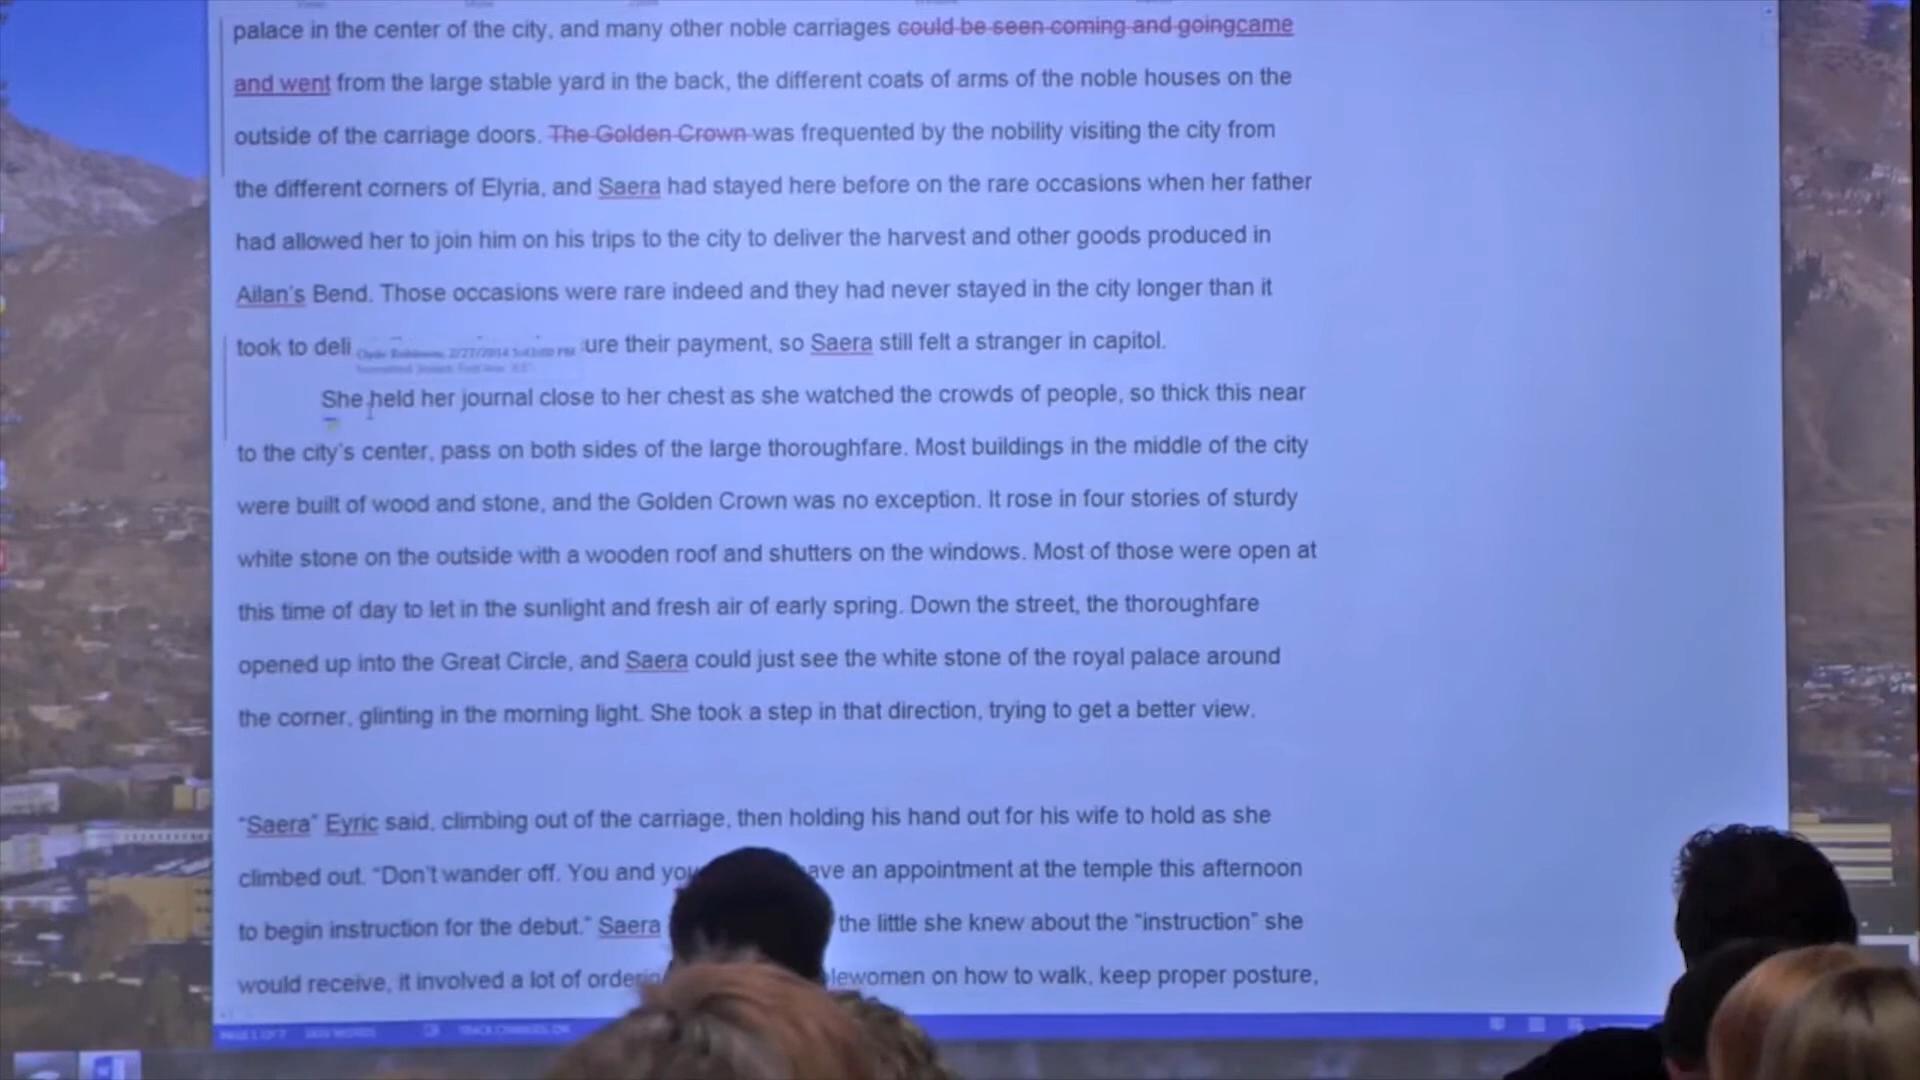 palace in the center of the city, and many other noble carriages could be seen coming and goingcame
and went from the large stable yard in the back, the different coats of arms of the noble houses on the
outside of the carriage doors. The Golden Crown was frequented by the nobility visiting the city from
the different corners of Elyria, and Saera had stayed here before on the rare occasions when her father
had allowed her to join him on his trips to the city to deliver the harvest and other goods produced in
Ailan's Bend. Those occasions were rare indeed and they had never stayed in the city longer than it
took to deli ure their payment, so Saera still felt a stranger in capitol.
She held her journal close to her chest as she watched the crowds of people, so thick this near
to the city's center, pass on both sides of the large thoroughfare. Most buildings in the middle of the city
were built of wood and stone, and the Golden Crown was no exception. It rose in four stories of sturdy
white stone on the outside with a wooden roof and shutters on the windows. Most of those were open at
this time of day to let in the sunlight and fresh air of early spring. Down the street, the thoroughfare
opened up into the Great Circle, and Saera could just see the white stone of the royal palace around
the corner, glinting in the morning light. She took a step in that direction, trying to get a better view.
“Saera” Eyric said, climbing out of the carriage, then holding his hand out for his wife to hold as she
climbed out. “Don't wander off. You and you ave an appointment at the temple this afternoon
to begin instruction for the debut.” Saera the little she knew about the “instruction” she
would receive, it involved a lot of orderin lewomen on how to walk, keep proper posture,